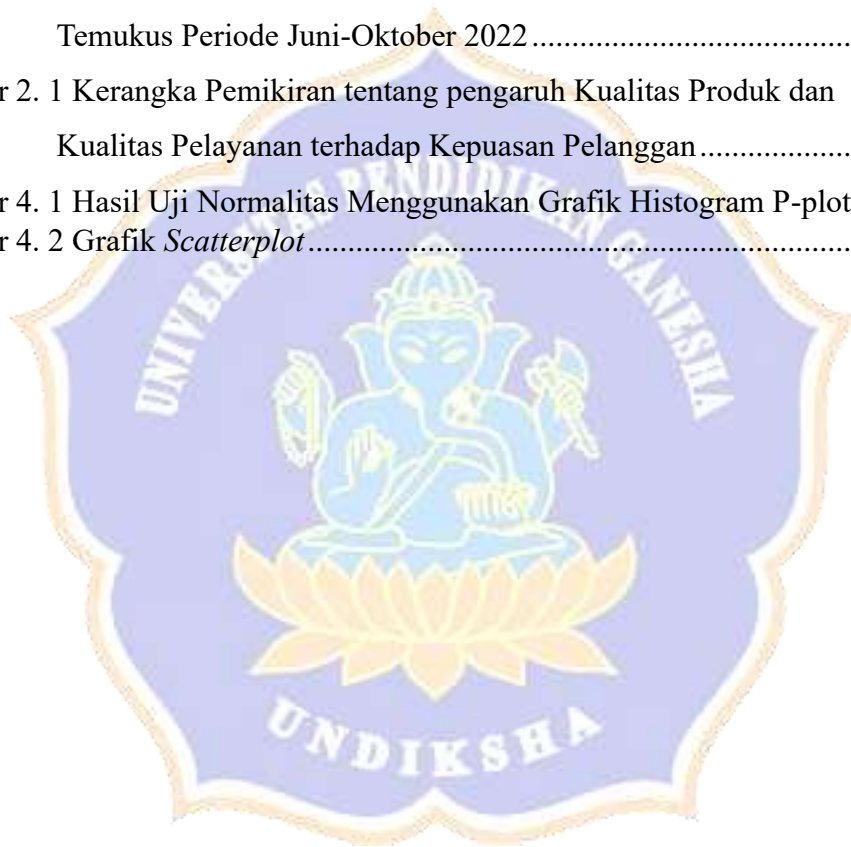 Temukus Periode Juni-Oktober 2022
r 2. 1 Kerangka Pemikiran tentang pengaruh Kualitas Produk dan
Kualitas Pelayanan terhadap Kepuasan Pelanggan
r 4. 1 Hasil Uji Normalitas Menggunakan Grafik Histogram P-plot
r 4. 2 Grafik Scatterplot
UNIVERSITAS PENDIDIKAN GANESHA
UNDIKSHA